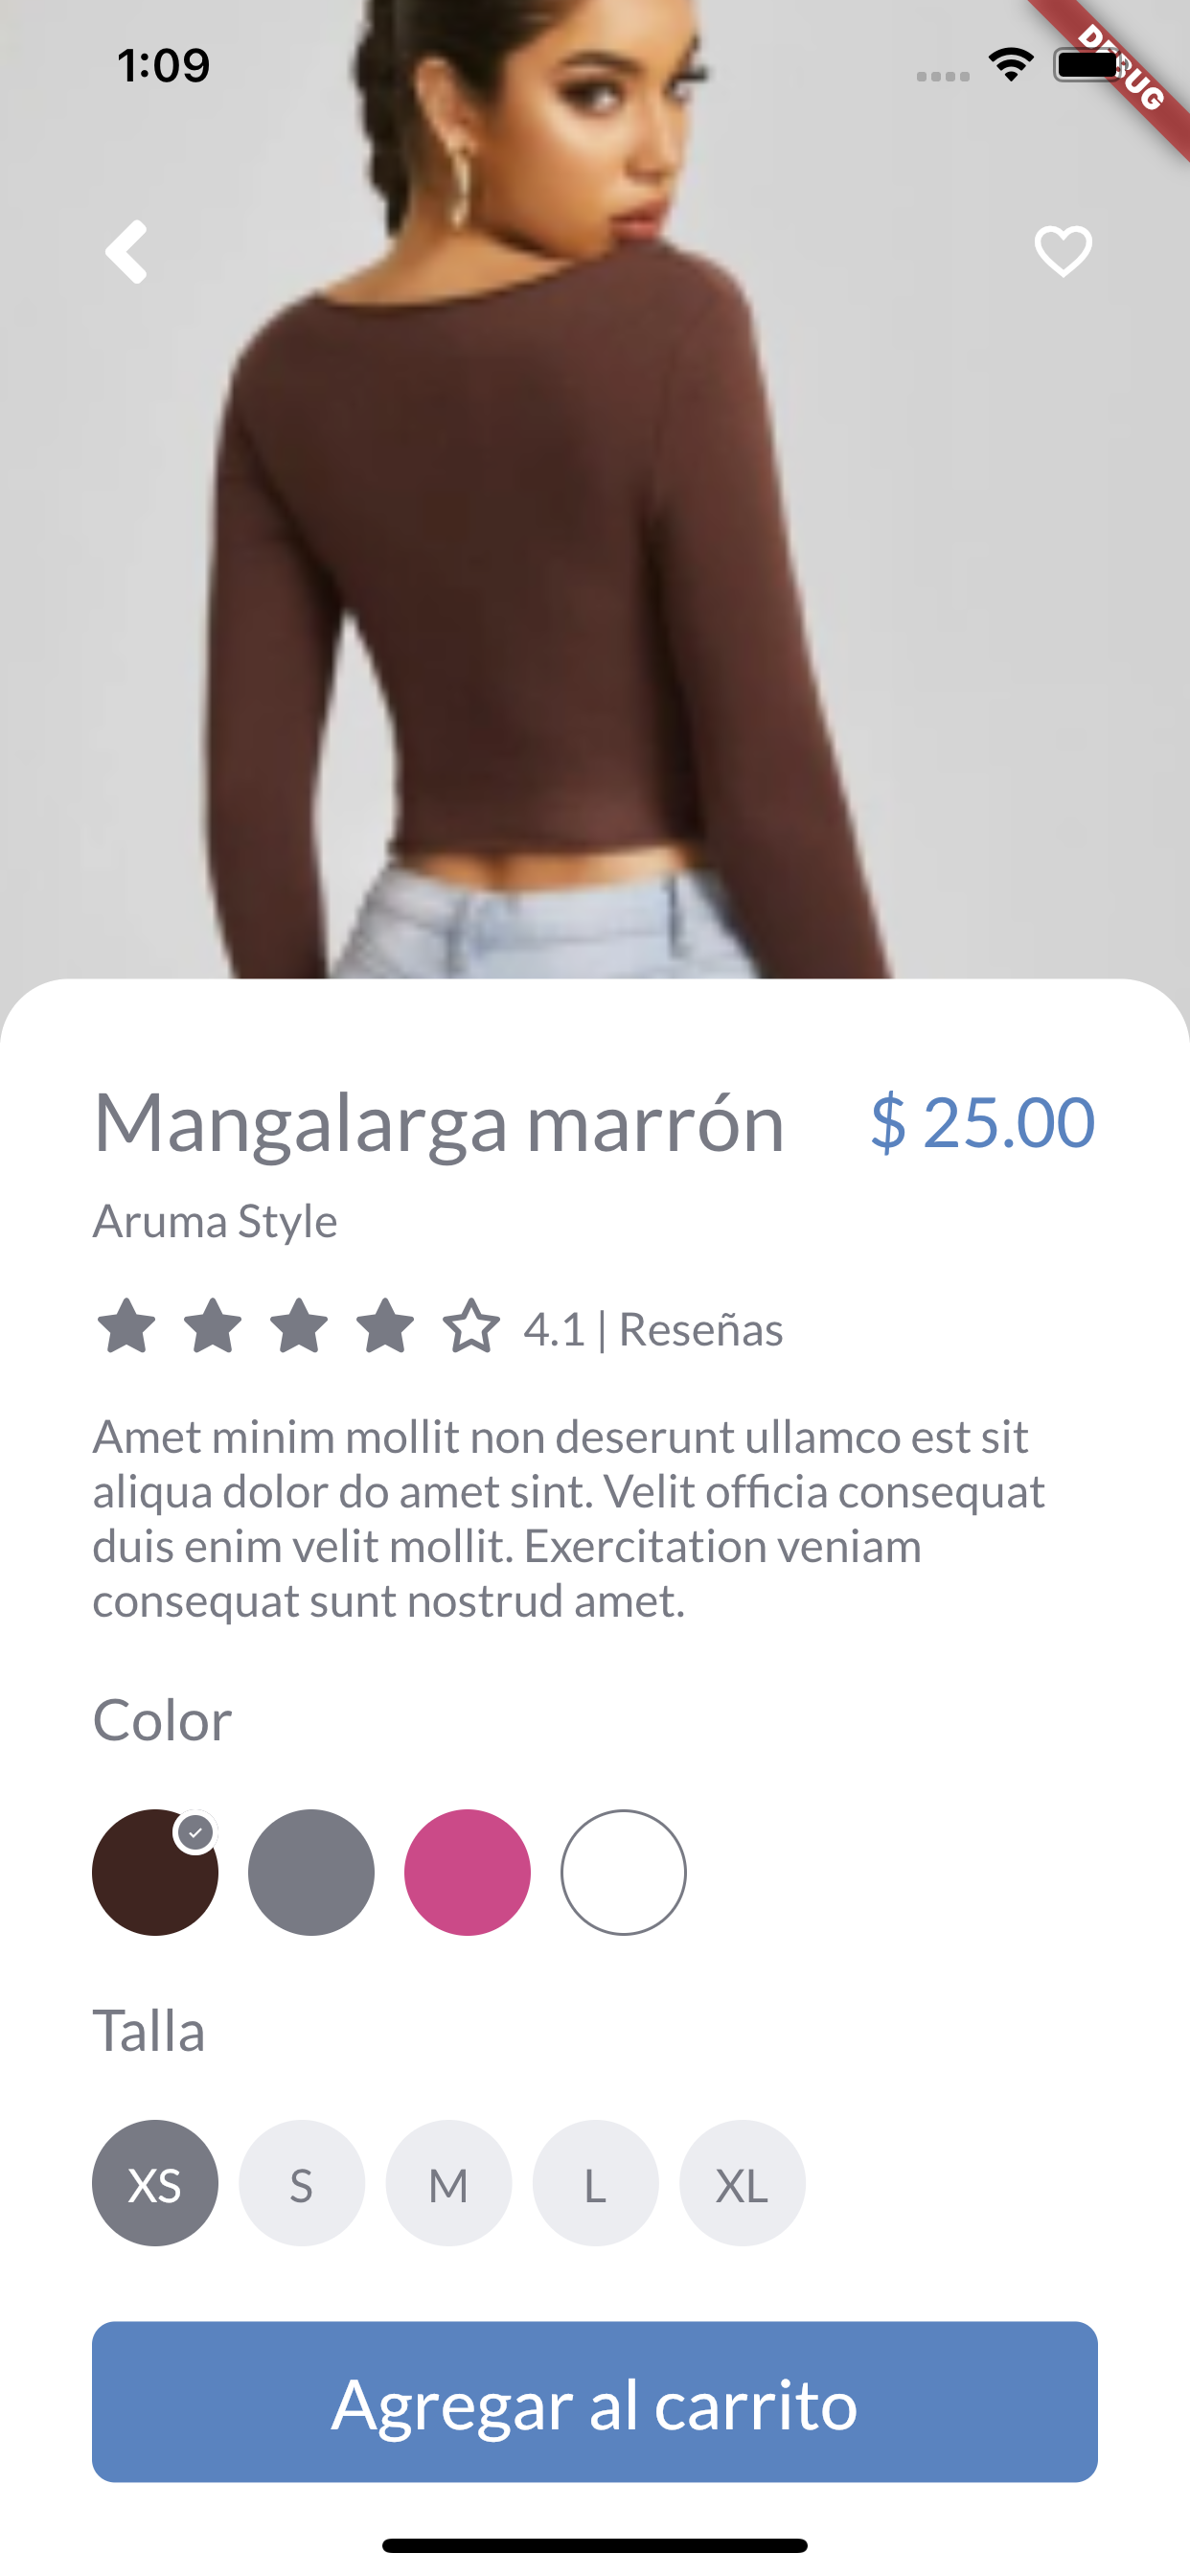 1:09
DEBUG
Mangalarga marrón $ 25.00
Aruma Style
4.1 | Reseñas
Amet minim mollit non deserunt ullamco est sit
aliqua dolor do amet sint. Velit officia consequat
duis enim velit mollit. Exercitation veniam
consequat sunt nostrud amet.
Color
Talla
XS S M L XL
Agregar al carrito